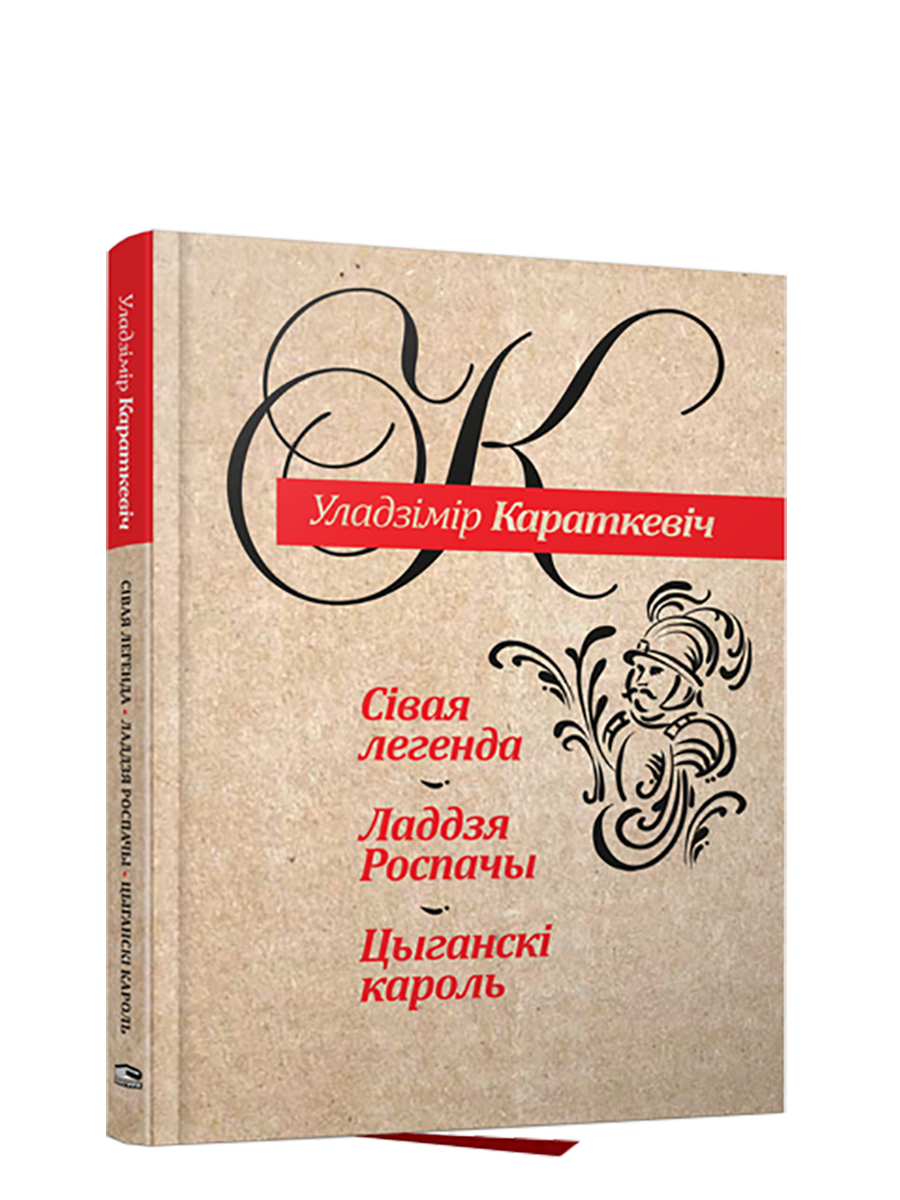 К
Уладзімір Караткевіч
Сівая
легенда
Ладдзя
Роспачы
Цыганскі
кароль
Уладзімір Караткевіч
СІВАЯ ЛЕГЕНДА • ЛАДДЗЯ РОСПАЧЫ • ЦЫГАНСКІ КАРОЛЬ